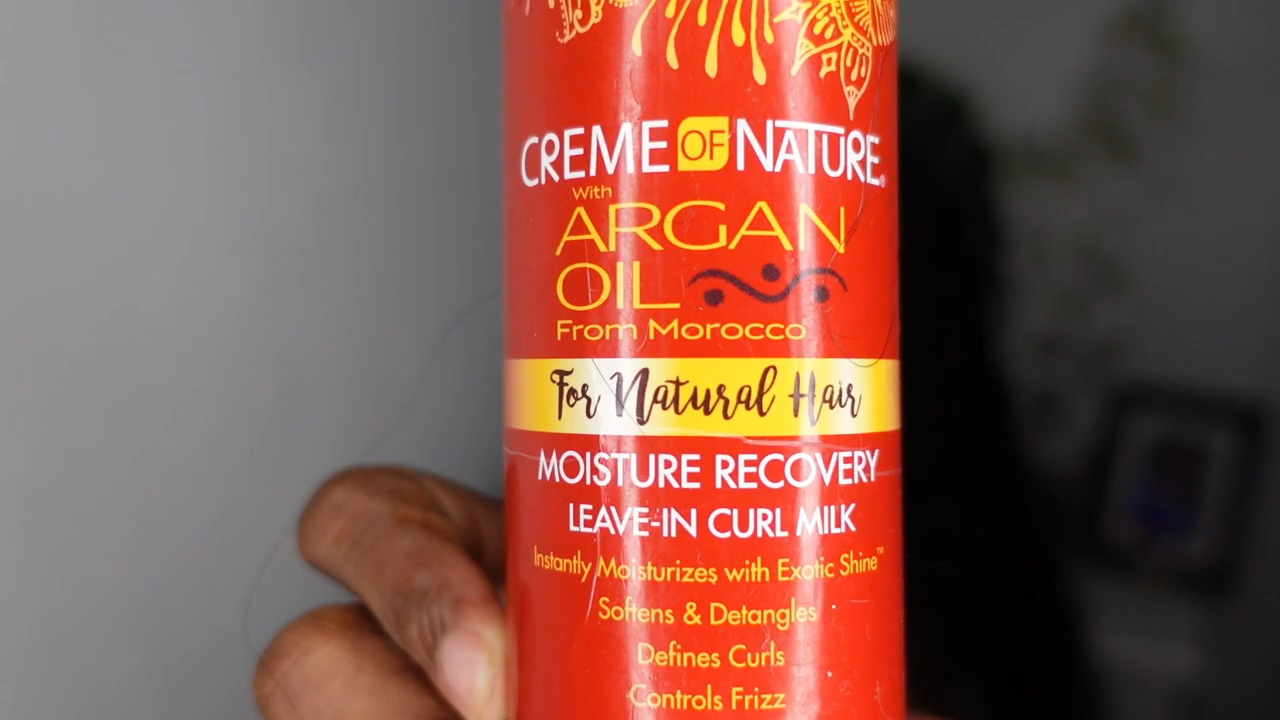 CREME OF NATURE®
With
ARGAN
OIL
From Morocco
For Natural Hair
MOISTURE RECOVERY
LEAVE-IN CURL MILK
Instantly Moisturizes with Exotic Shine™
Softens & Detangles
Defines Curls
Controls Frizz